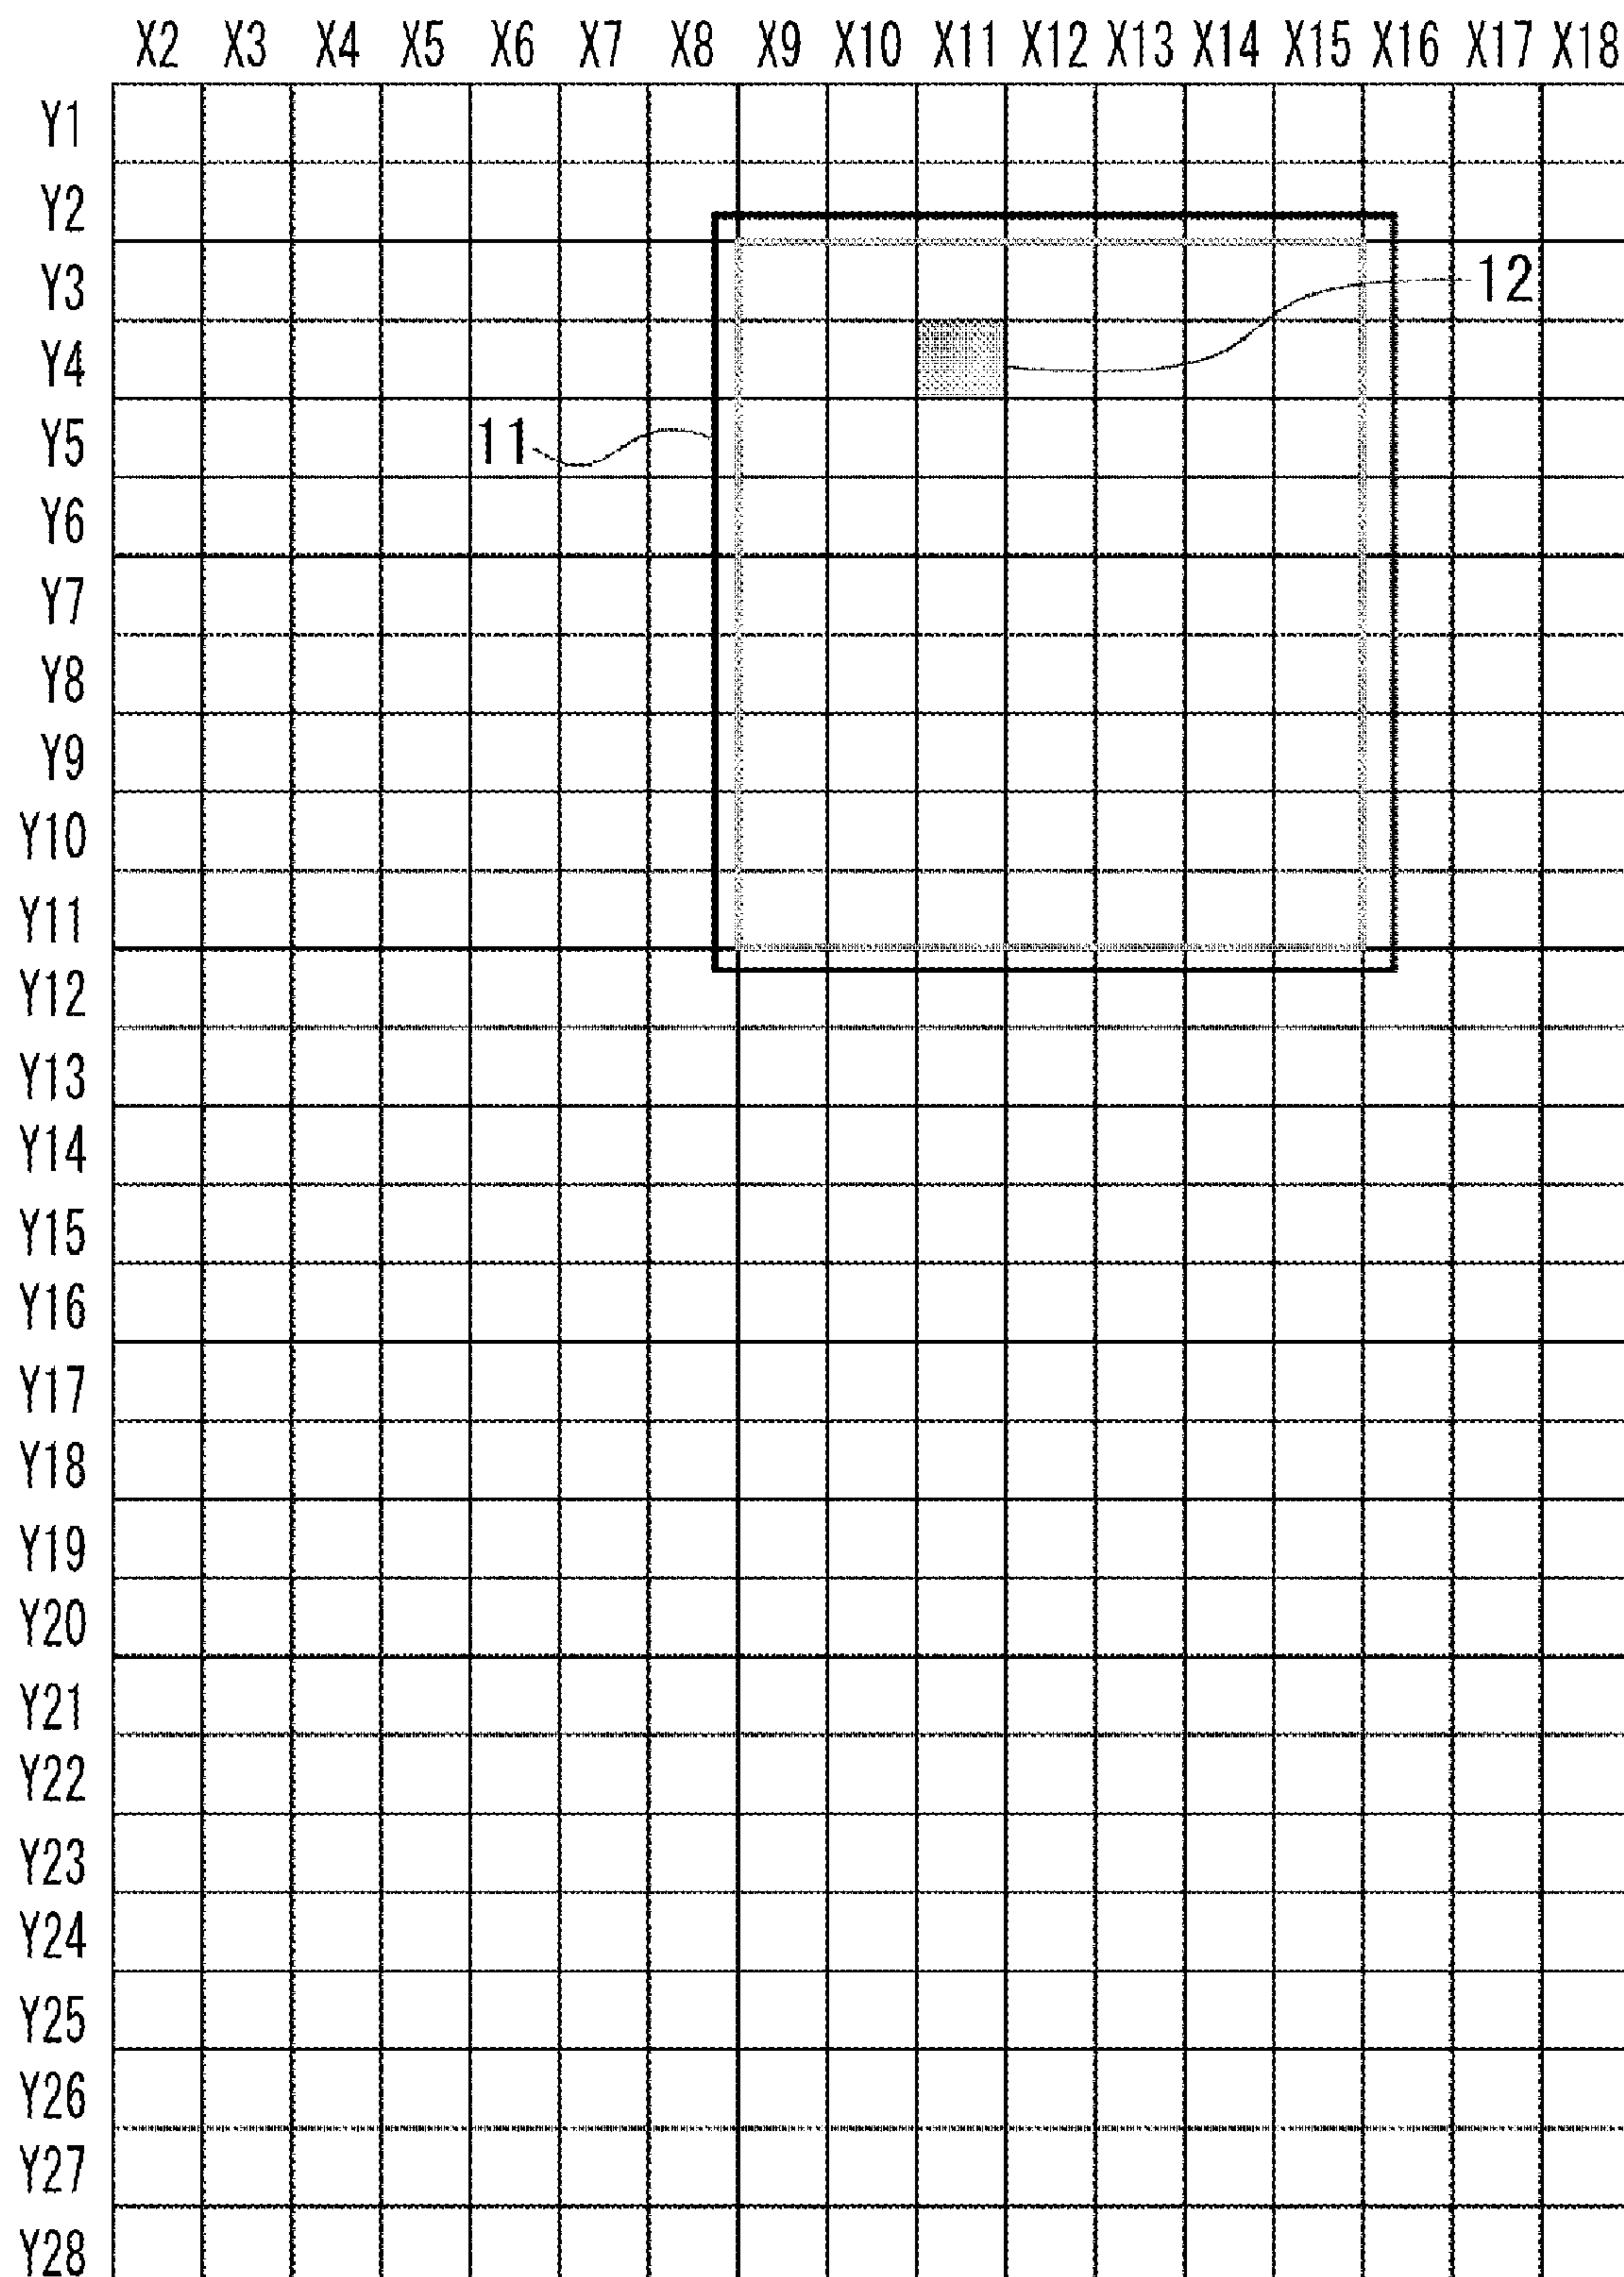 X2 X3 X4 X5 X6 X7 X8 X9 X10 X11 X12 X13 X14 X15 X16 X17 X18
Y1
Y2
Y3
12
Y4
Y5
11
Y6
Y7
Y8
Y9
Y10
Y11
Y12
Y13
Y14
Y15
Y16
Y17
Y18
Y19
Y20
Y21
Y22
Y23
Y24
Y25
Y26
Y27
Y28